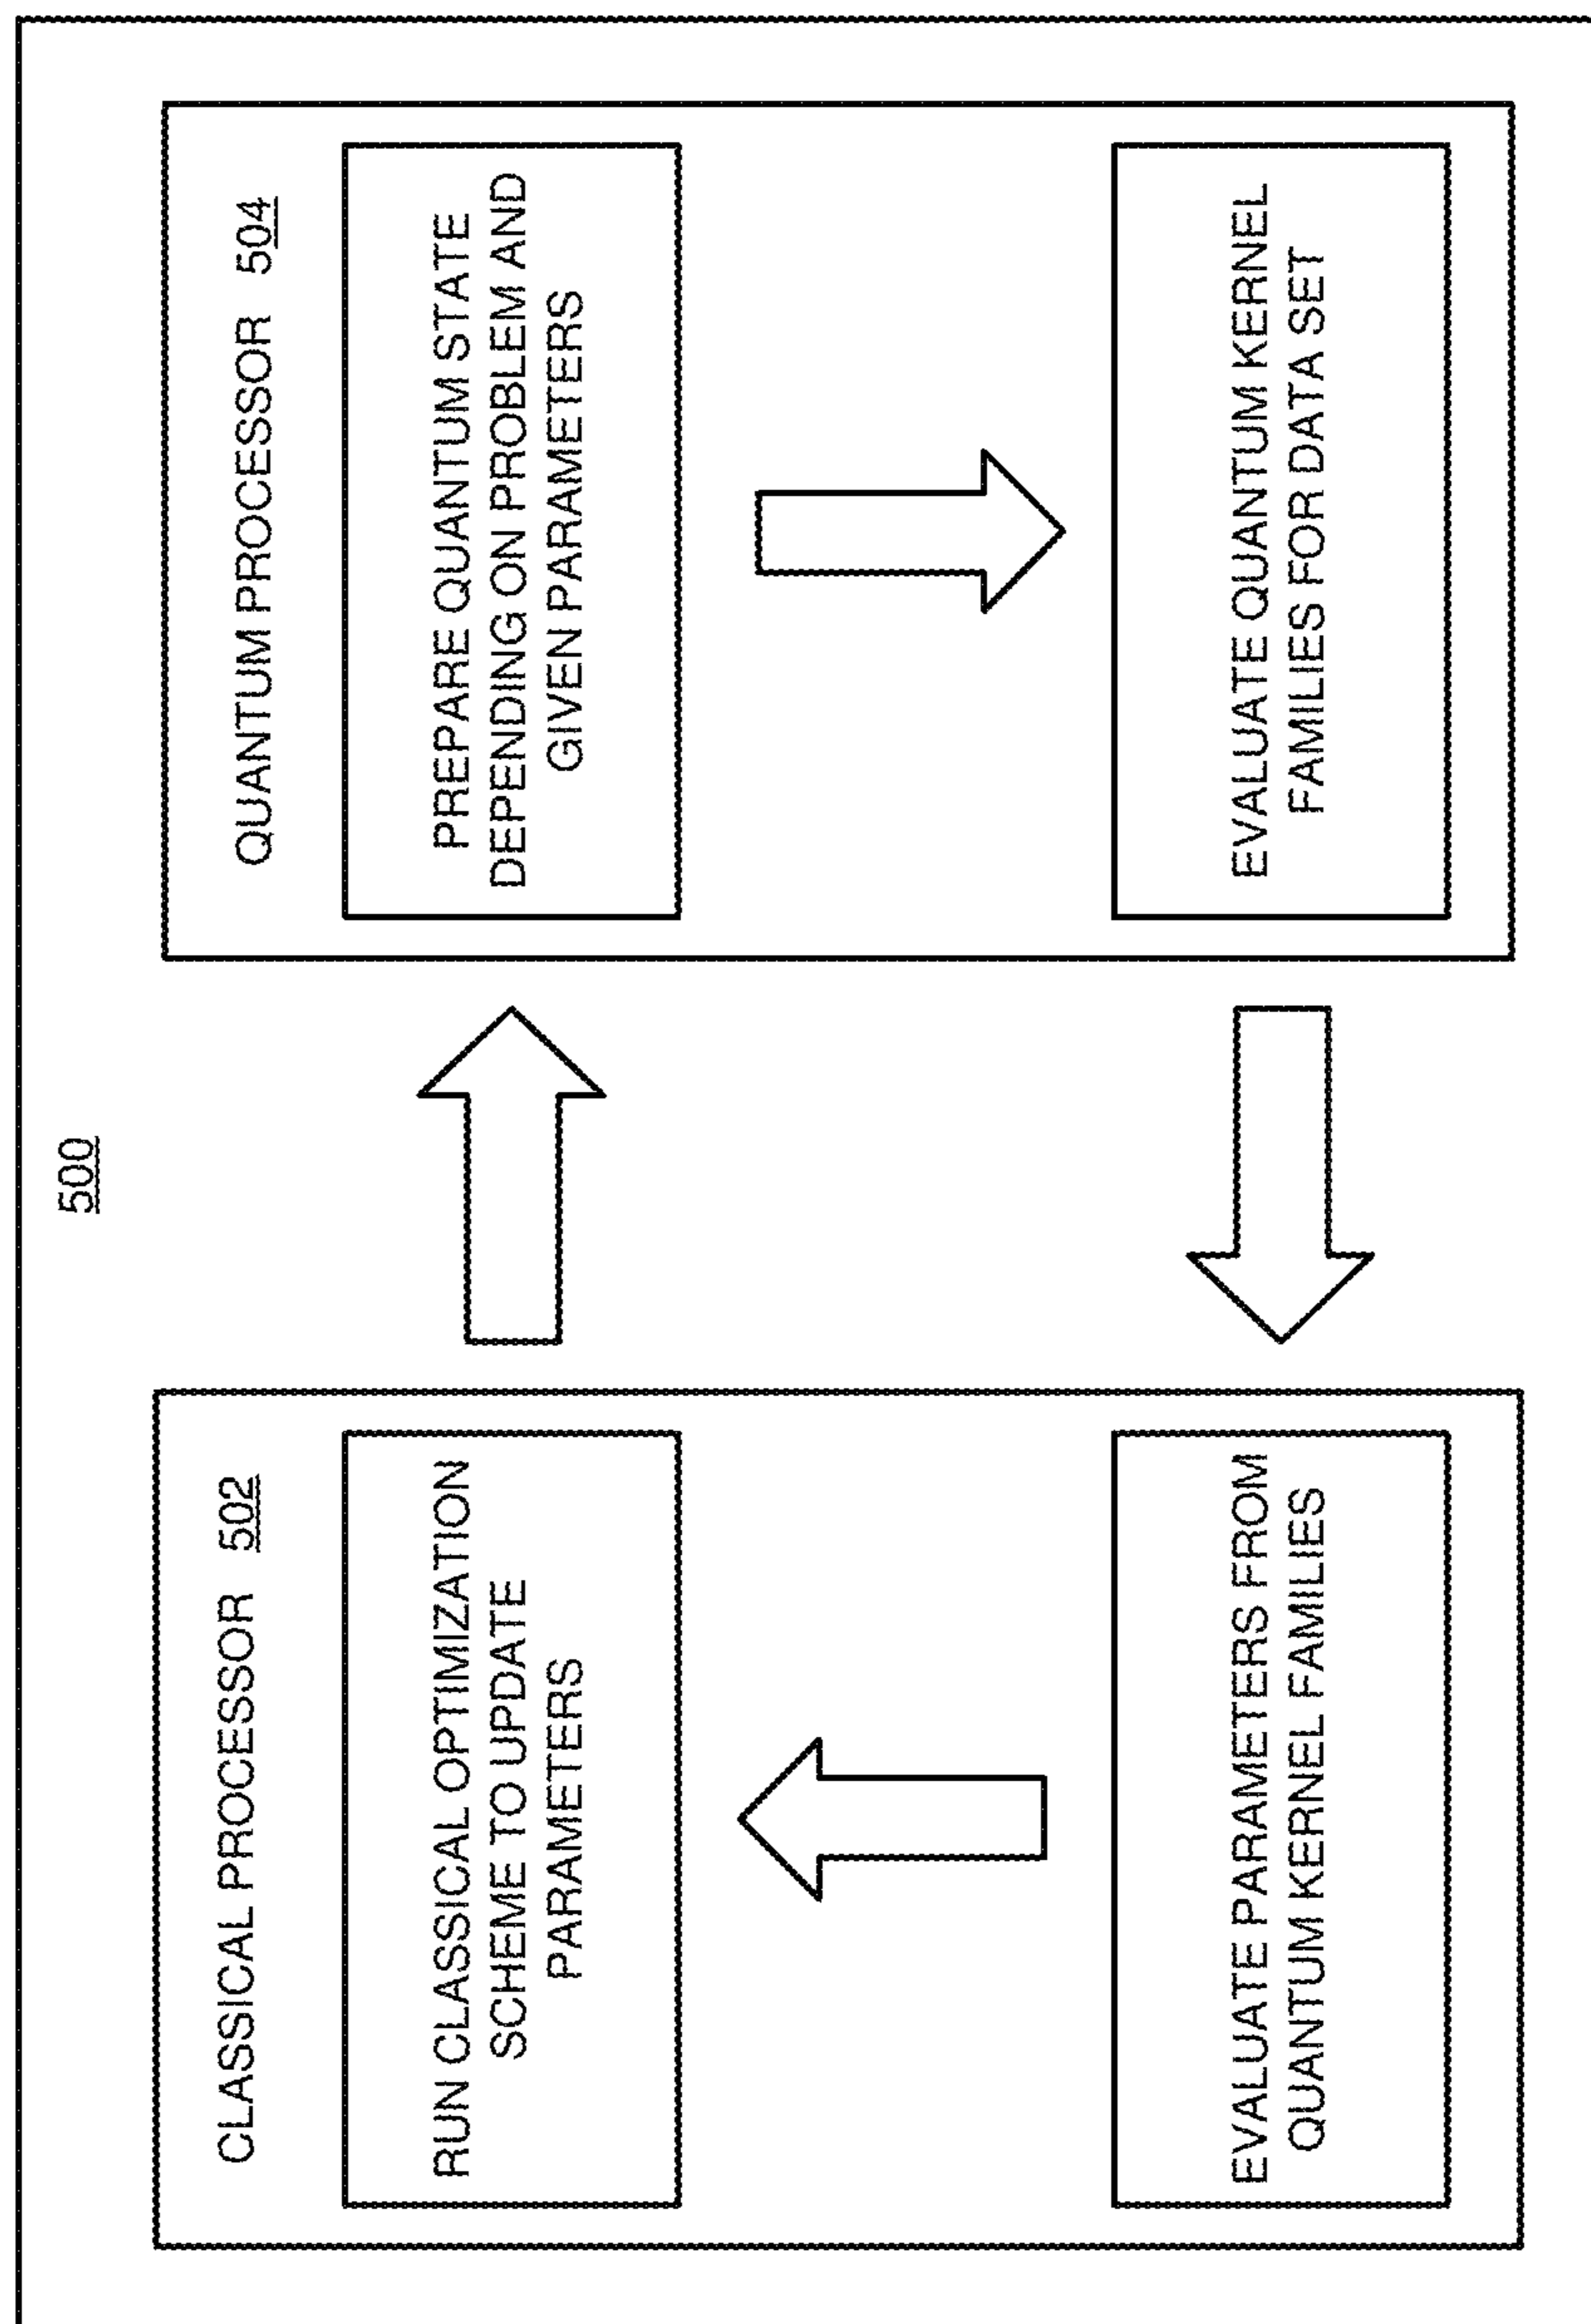 500
CLASSICAL PROCESSOR 502
RUN CLASSICAL OPTIMIZATION
SCHEME TO UPDATE
PARAMETERS
EVALUATE PARAMETERS FROM
QUANTUM KERNEL FAMILIES
QUANTUM PROCESSOR 504
PREPARE QUANTUM STATE
DEPENDING ON PROBLEM AND
GIVEN PARAMETERS
EVALUATE QUANTUM KERNEL
FAMILIES FOR DATA SET